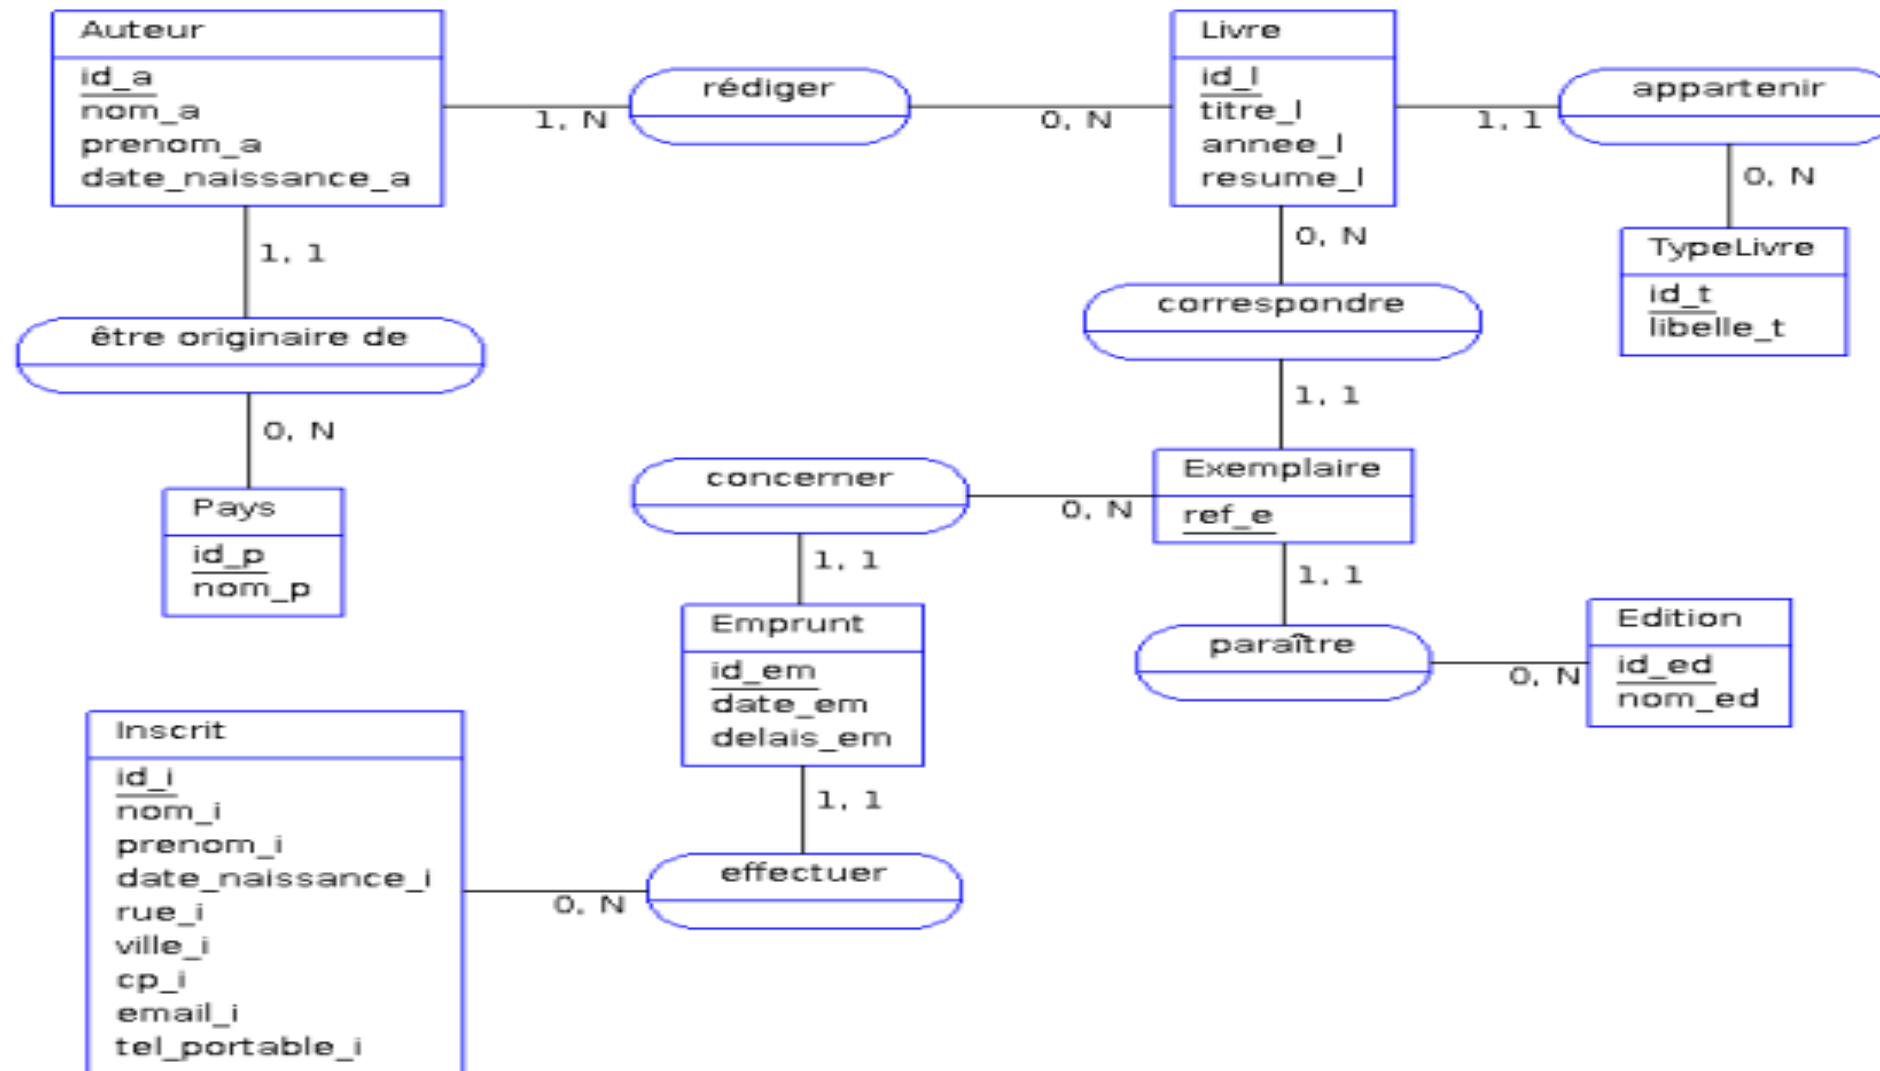 Auteur
id_a
nom_a
prenom_a
date_naissance_a
1, N
rédiger
0, N
Livre
id_l
titre_l
annee_l
resume_l
1, 1
appartenir
0, N
TypeLivre
id_t
libelle_t
1, 1
être originaire de
0, N
Pays
id_p
nom_p
0, N
correspondre
1, 1
Exemplaire
ref_e
concerner
0, N
1, 1
Emprunt
id_em
date_em
delais_em
1, 1
paraître
0, N
Edition
id_ed
nom_ed
1, 1
effectuer
0, N
Inscrit
id_i
nom_i
prenom_i
date_naissance_i
rue_i
ville_i
cp_i
email_i
tel_portable_i